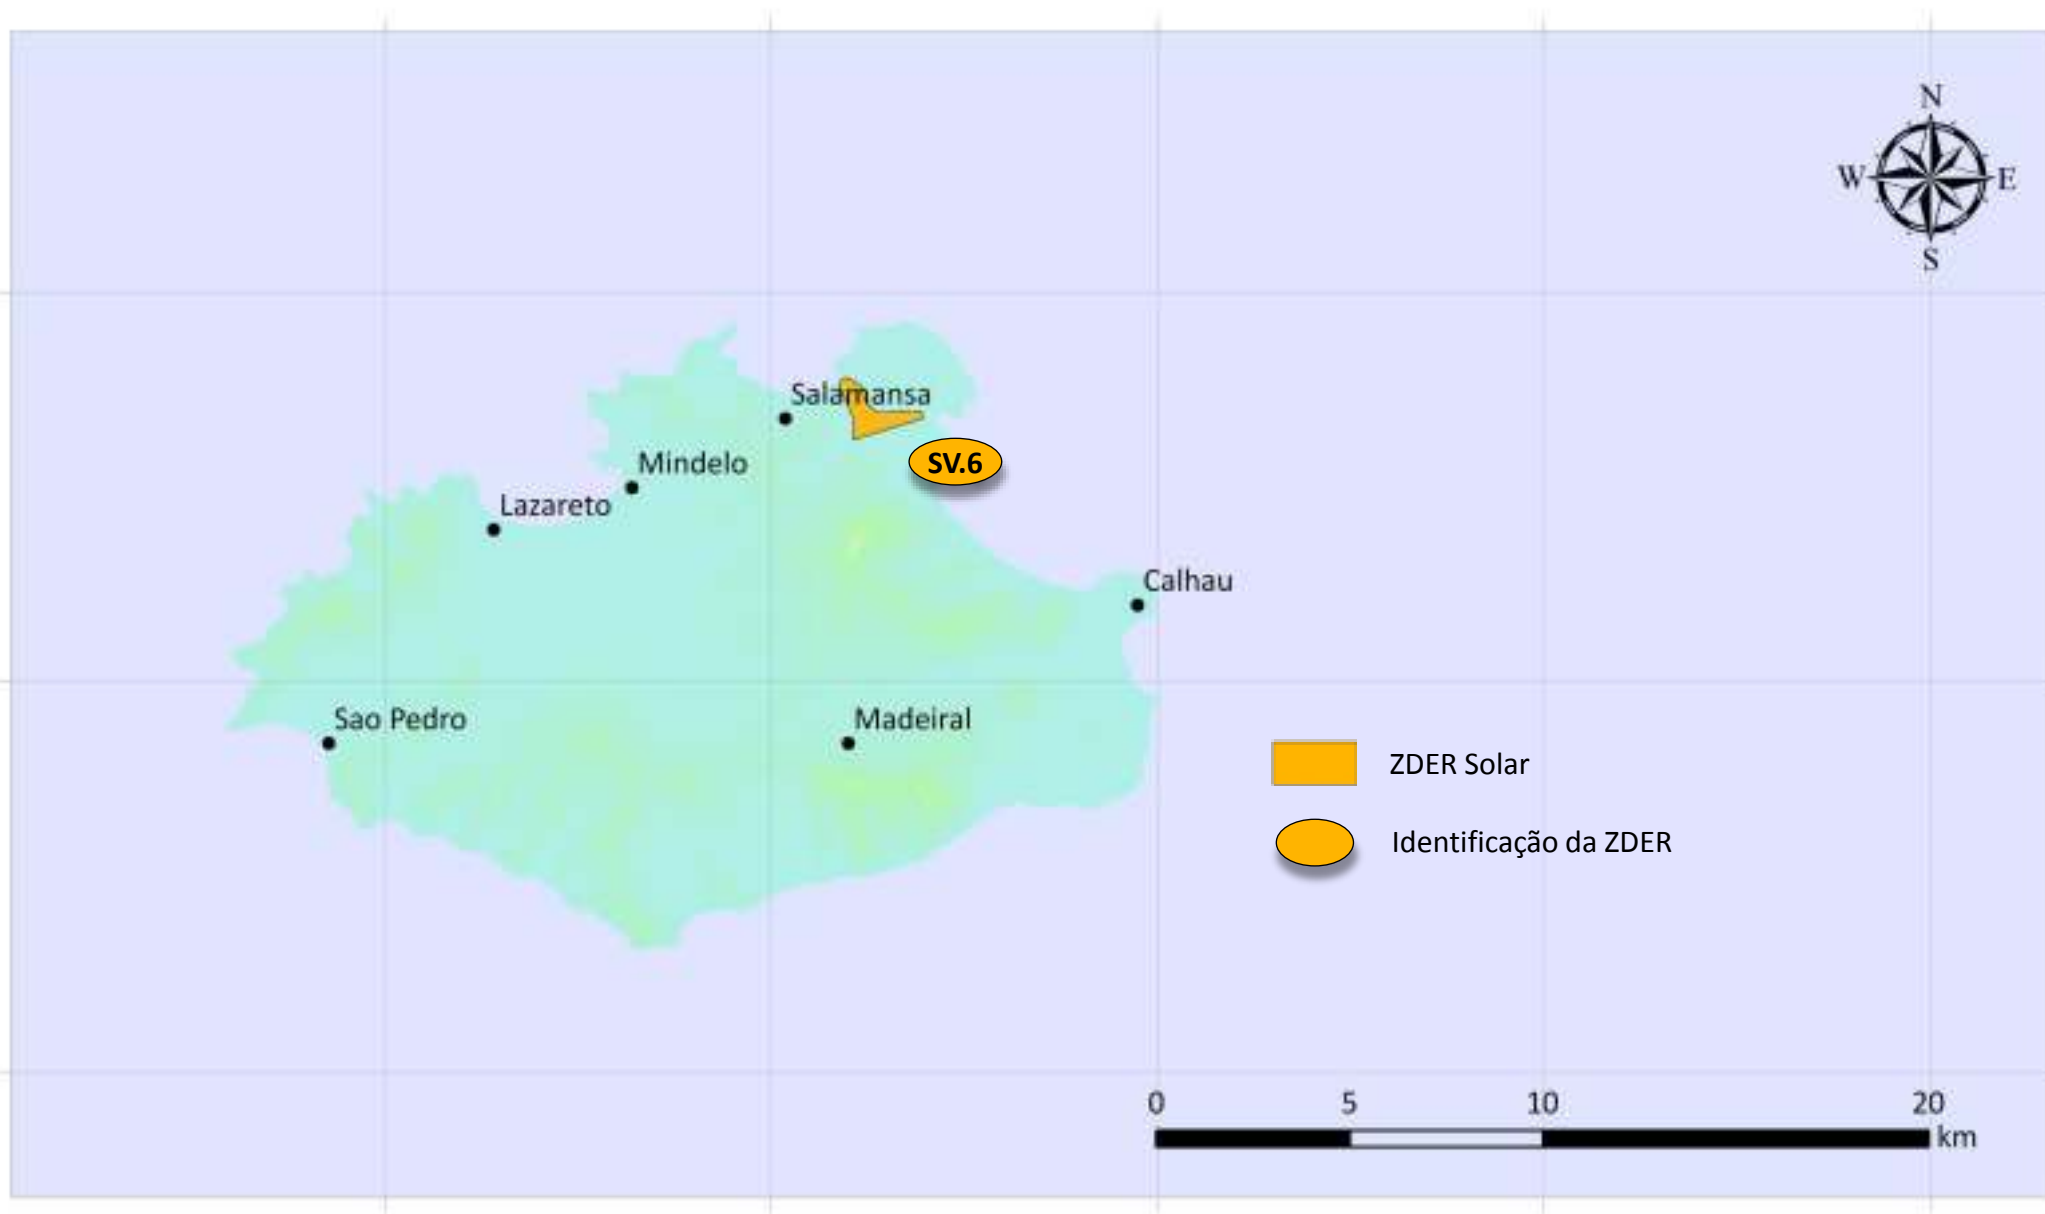 N
W
E
S
Salamansa
SV.6
Mindelo
Lazareto
Calhau
Sao Pedro
Madeiral
ZDER Solar
Identificação da ZDER
0 5 10 20
km